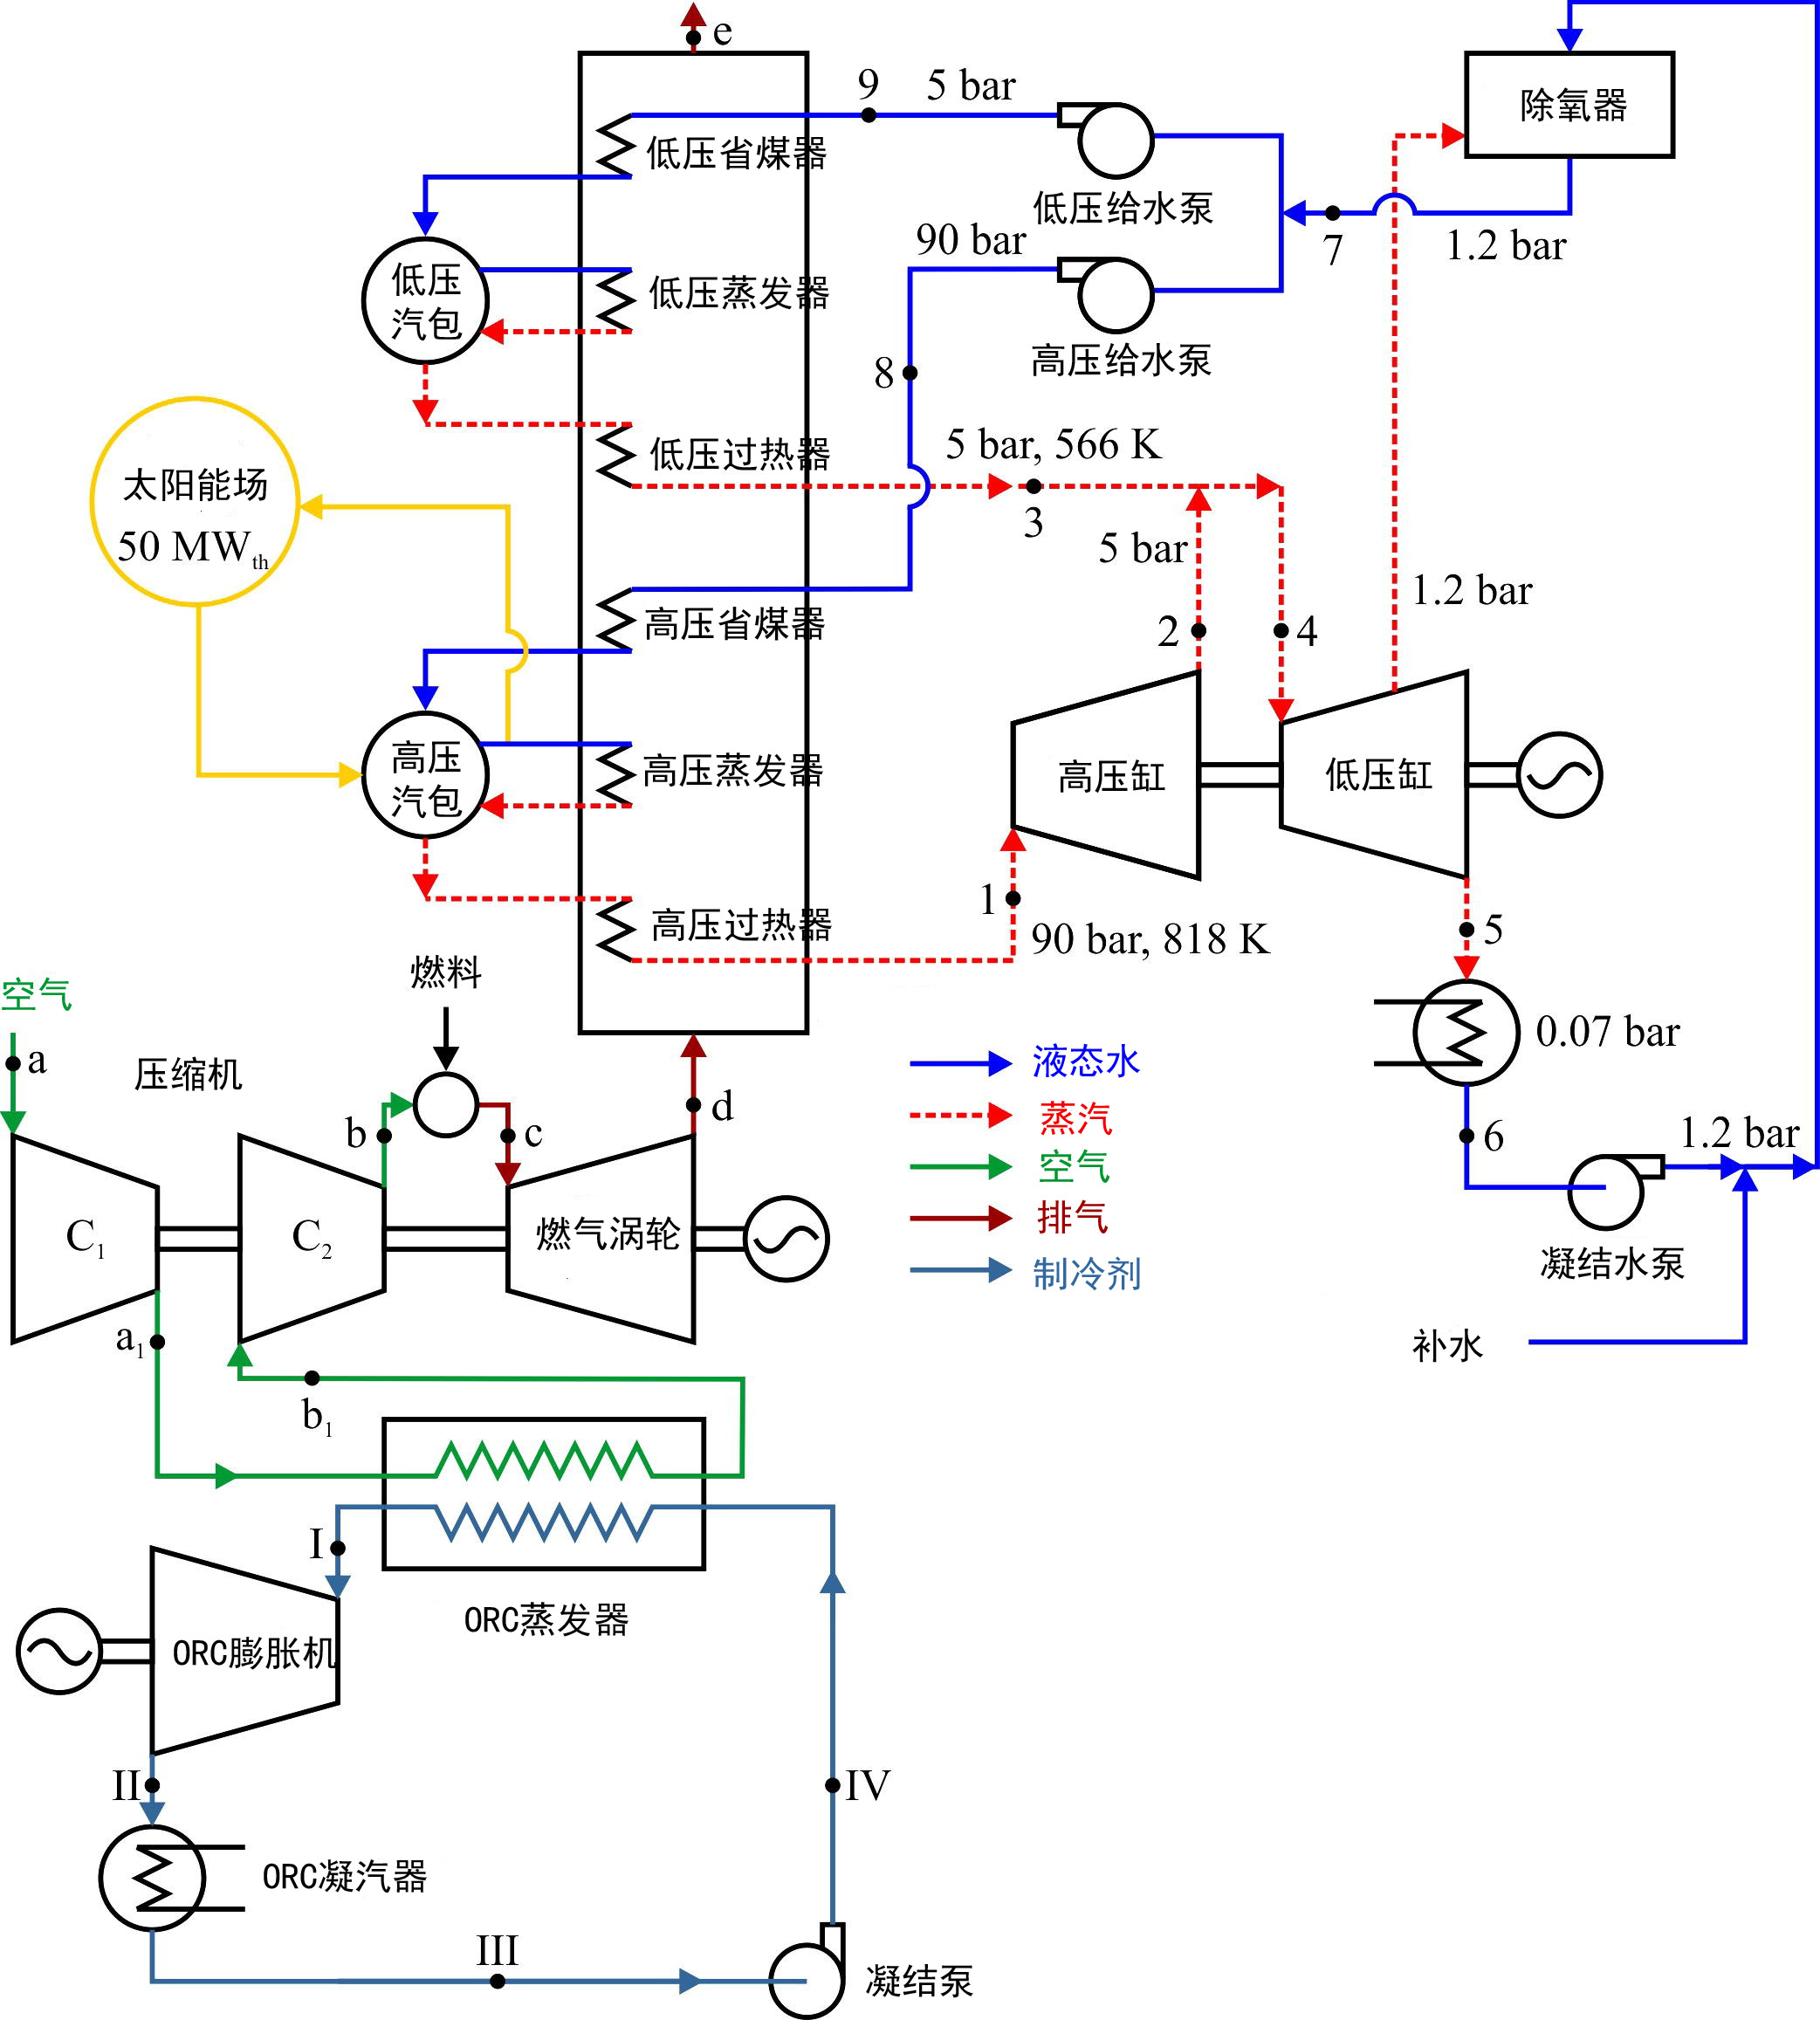 e
9
5 bar
除氧器
低压省煤器
低压给水泵
90 bar
7
1.2 bar
低压
汽包
低压蒸发器
高压给水泵
8
低压过热器
5 bar, 566 K
3
太阳能场
50 MWth
5 bar
1.2 bar
高压省煤器
2
4
高压
汽包
高压蒸发器
高压缸
低压缸
1
高压过热器
90 bar, 818 K
5
燃料
空气
a
压缩机
液态水
0.07 bar
b
c
d
蒸汽
6
1.2 bar
空气
C1
C2
燃气涡轮
排气
凝结水泵
制冷剂
a1
补水
b1
I
ORC蒸发器
ORC膨胀机
II
IV
ORC凝汽器
III
凝结泵